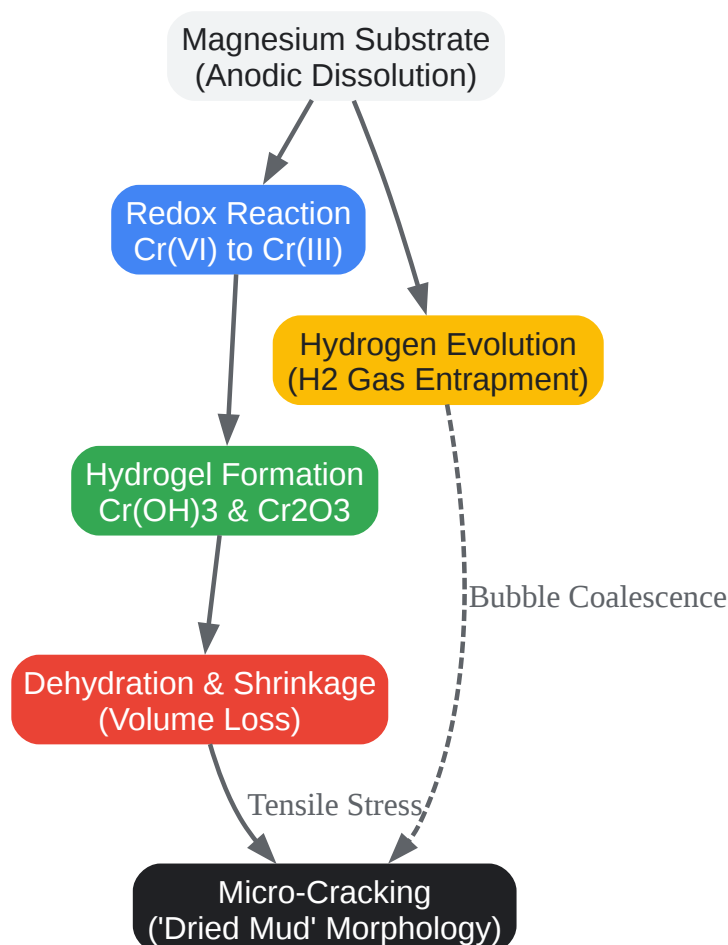 Magnesium Substrate
(Anodic Dissolution)
Redox Reaction
Cr(VI) to Cr(III)
Hydrogen Evolution
(H2 Gas Entrapment)
Hydrogel Formation
Cr(OH)3 & Cr2O3
Bubble Coalescence
Dehydration & Shrinkage
(Volume Loss)
Tensile Stress
Micro-Cracking
('Dried Mud' Morphology)